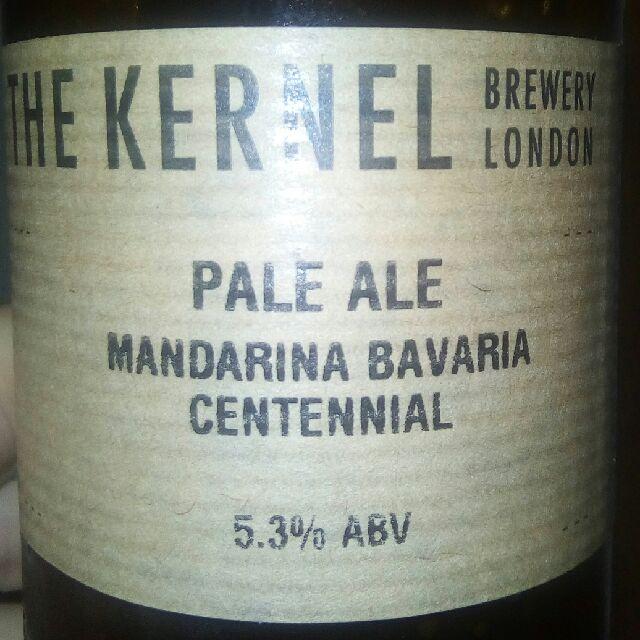 THE KERNEL BREWERY LONDON
PALE ALE
MANDARINA BAVARIA
CENTENNIAL
5.3% ABV